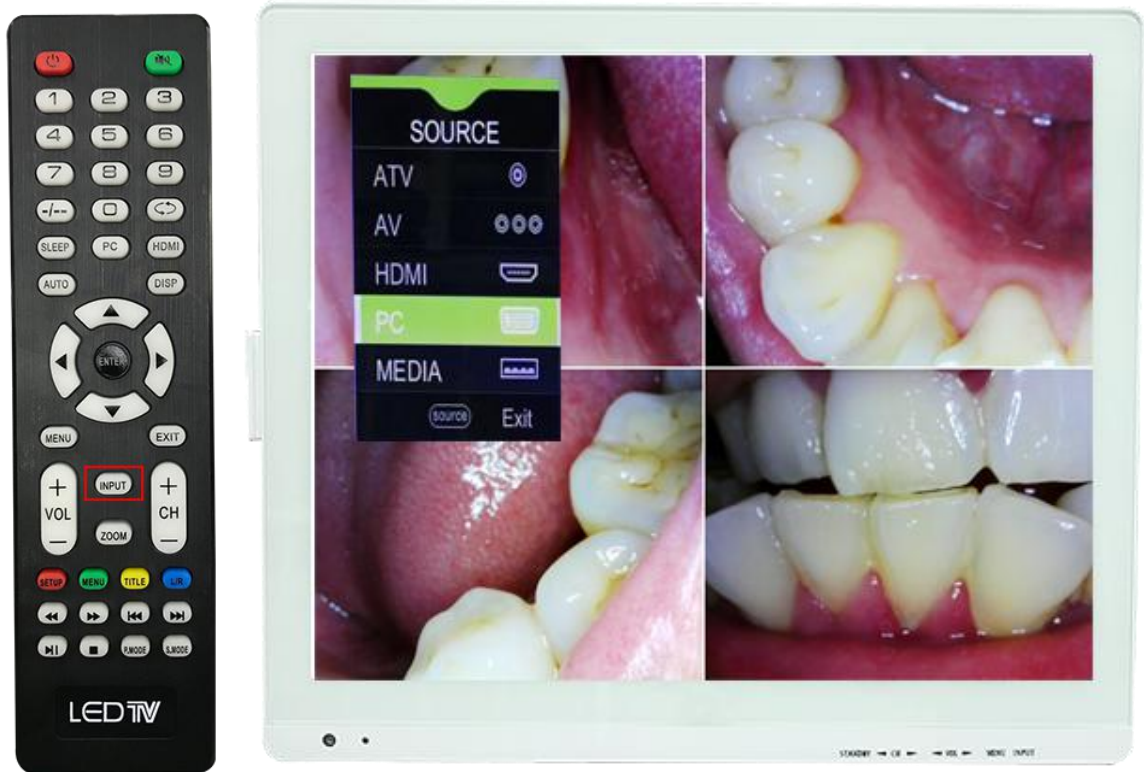 1 2 3
4 5 6
7 8 9
-/-- 0
SLEEP PC HDMI
AUTO DISP
ENTER
MENU EXIT
+ INPUT +
VOL CH
- ZOOM -
SETUP MENU TITLE L/R
P.MODE S.MODE
LED TV
SOURCE
ATV
AV
HDMI
PC
MEDIA
source Exit
STANDBY CH VOL MENU INPUT